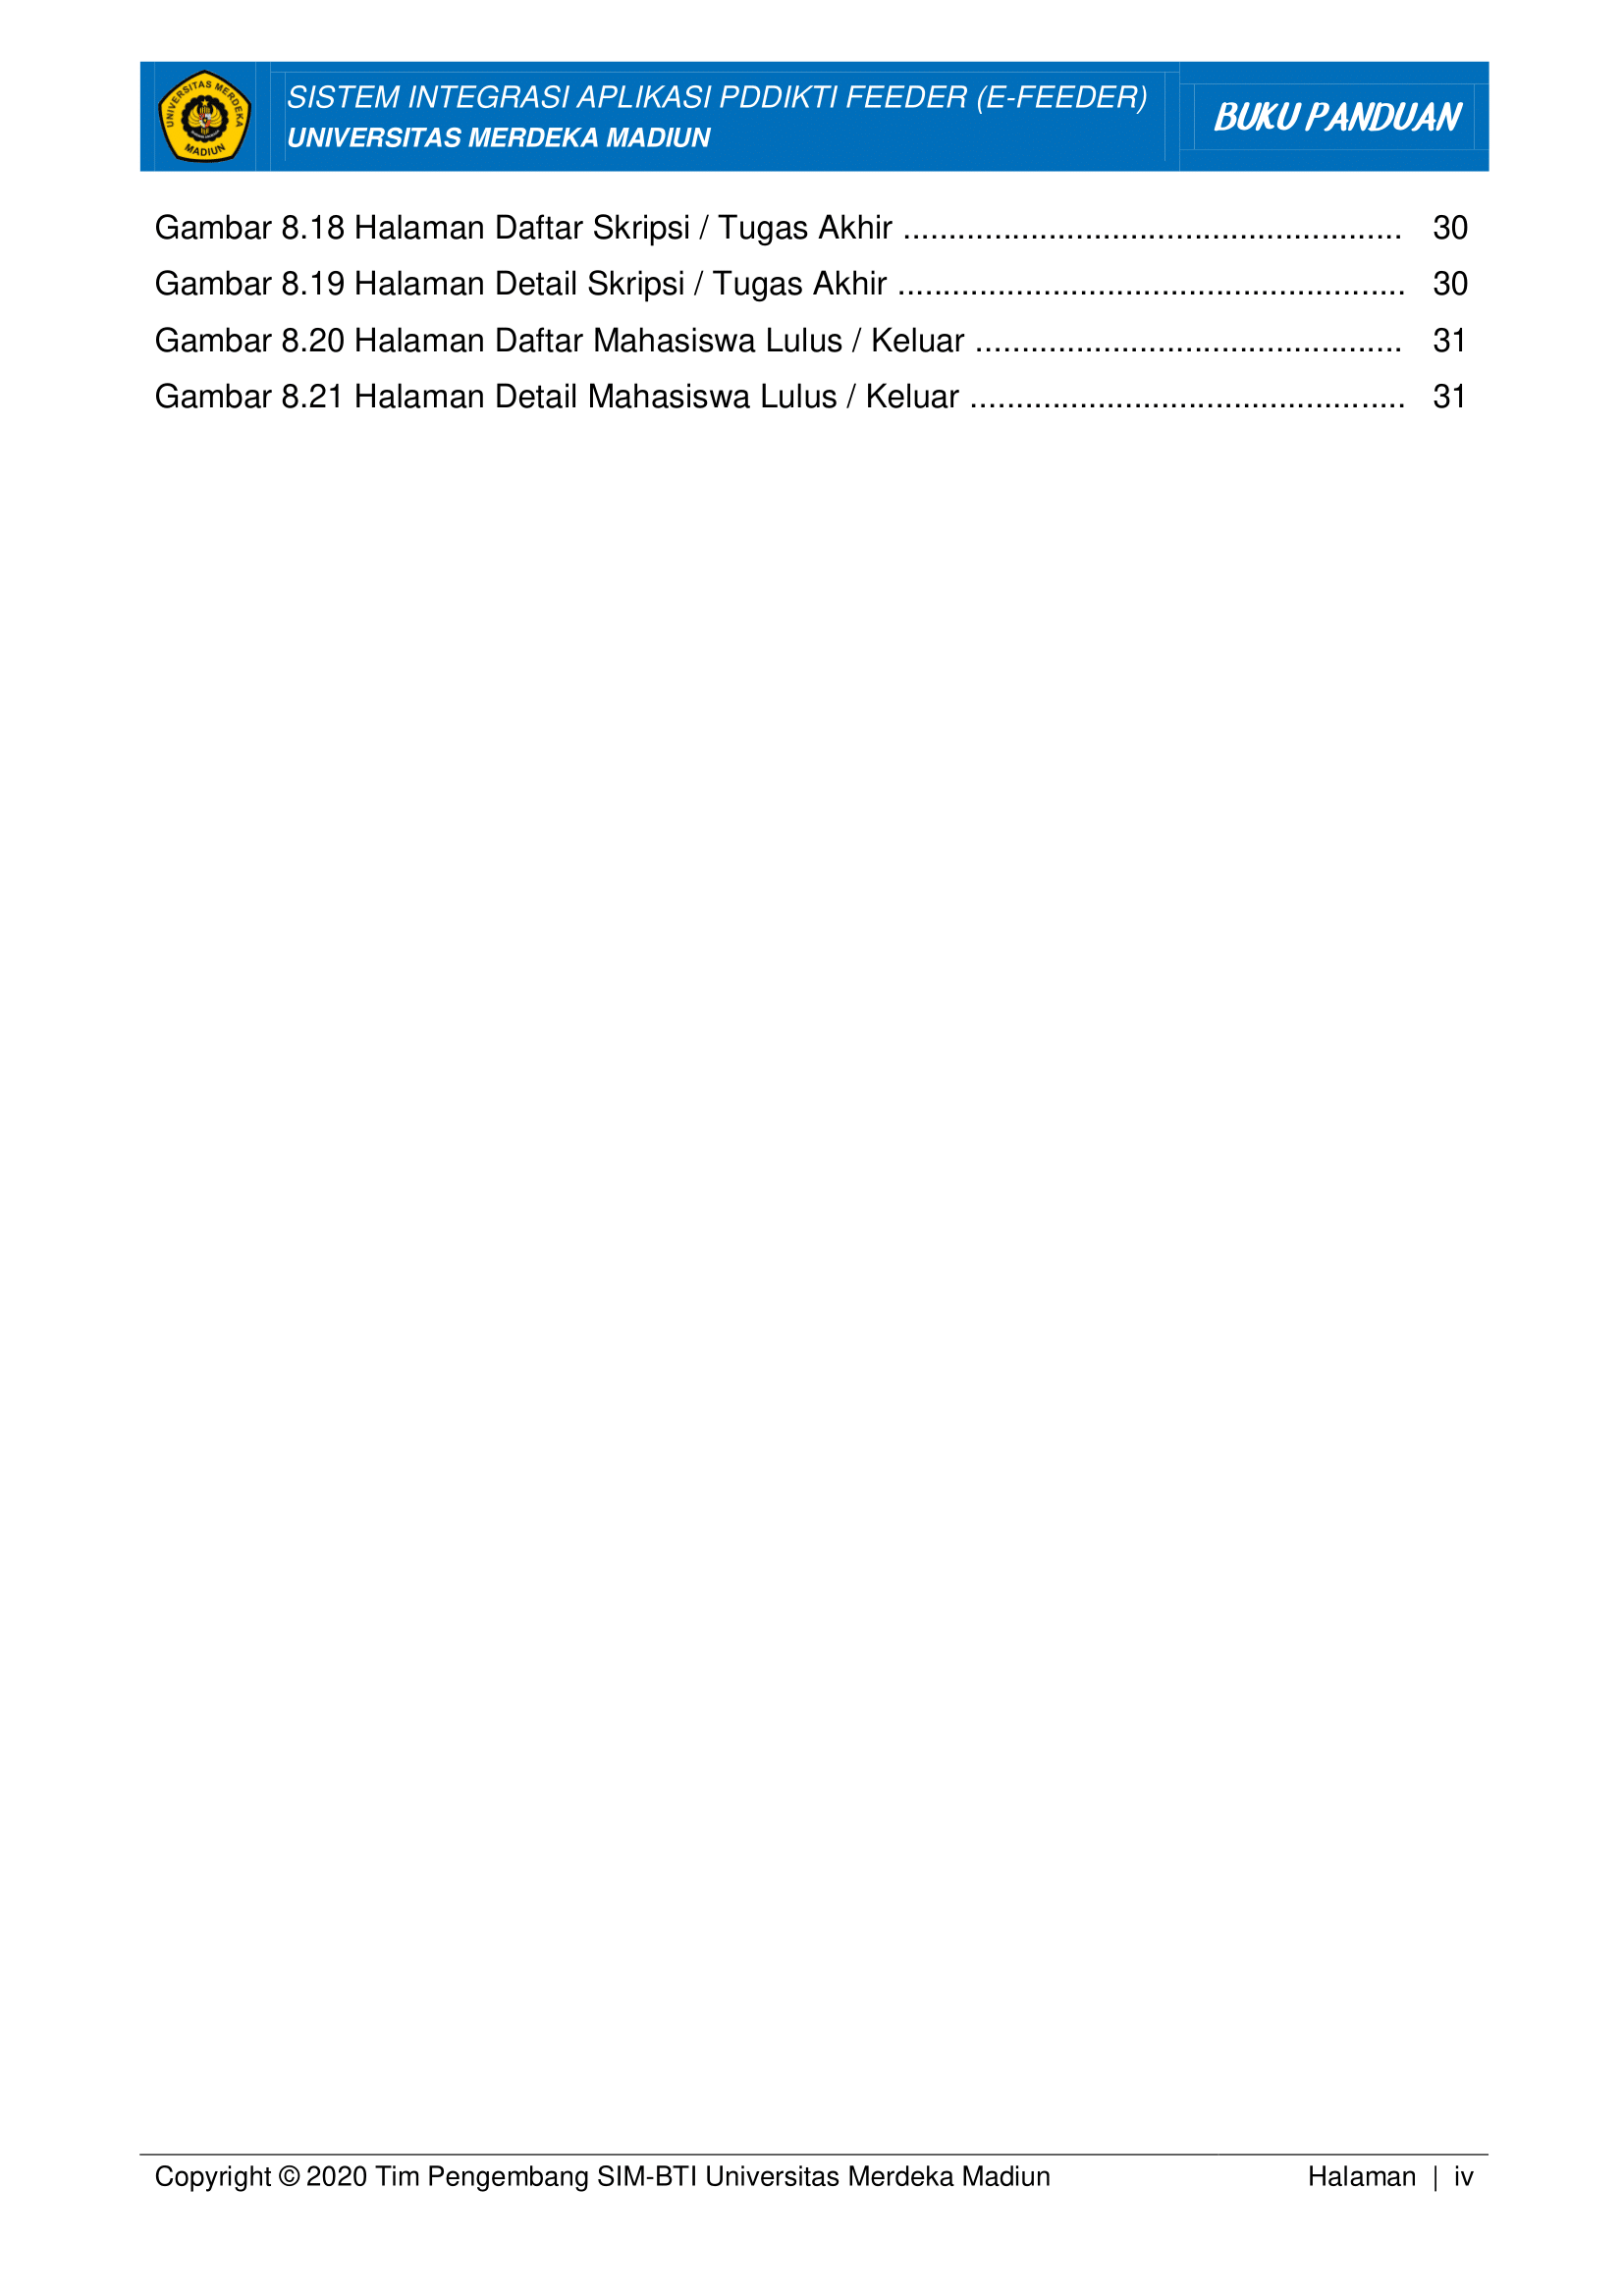 UNIVERSITAS MERDEKA
MADIUN
SISTEM INTEGRASI APLIKASI PDDIKTI FEEDER (E-FEEDER)
UNIVERSITAS MERDEKA MADIUN
BUKU PANDUAN
Gambar 8.18 Halaman Daftar Skripsi / Tugas Akhir ....................................................... 30
Gambar 8.19 Halaman Detail Skripsi / Tugas Akhir ........................................................ 30
Gambar 8.20 Halaman Daftar Mahasiswa Lulus / Keluar ............................................... 31
Gambar 8.21 Halaman Detail Mahasiswa Lulus / Keluar ................................................ 31
Copyright © 2020 Tim Pengembang SIM-BTI Universitas Merdeka Madiun
Halaman | iv